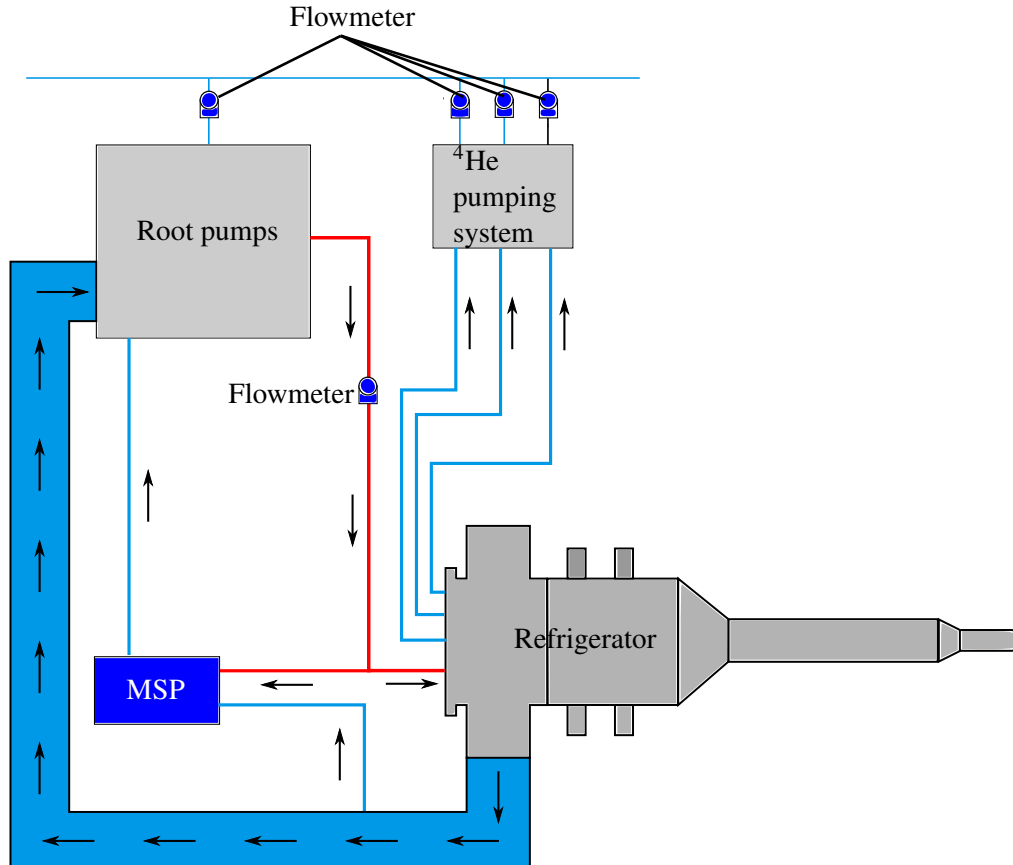 Flowmeter
⁴He
pumping
system
Root pumps
Flowmeter
Refrigerator
MSP